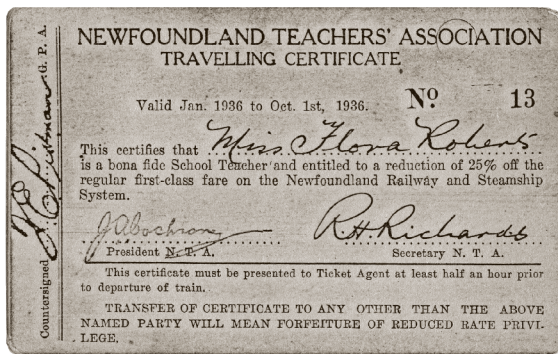 NEWFOUNDLAND TEACHERS' ASSOCIATION
TRAVELLING CERTIFICATE
Valid Jan. 1936 to Oct. 1st, 1936. No 13
This certifies that Miss Flora Roberts
is a bona fide School Teacher and entitled to a reduction of 25% off the
regular first-class fare on the Newfoundland Railway and Steamship
System.
J A Cochrane R.H. Richards
President N. T. A. Secretary N. T. A.
This certificate must be presented to Ticket Agent at least half an hour prior
to departure of train.
TRANSFER OF CERTIFICATE TO ANY OTHER THAN THE ABOVE
NAMED PARTY WILL MEAN FORFEITURE OF REDUCED RATE PRIVI-
LEGE.
Countersigned Pittman G. P. A.